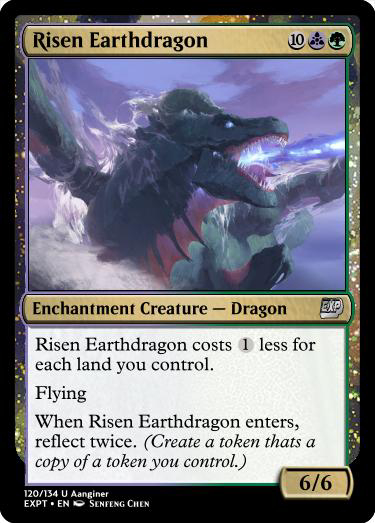 Risen Earthdragon 10
Enchantment Creature — Dragon EXP
Risen Earthdragon costs 1 less for
each land you control.
Flying
When Risen Earthdragon enters,
reflect twice. (Create a token thats a
copy of a token you control.)
6/6
120/134 U Aanginer
EXPT • EN Senfeng Chen